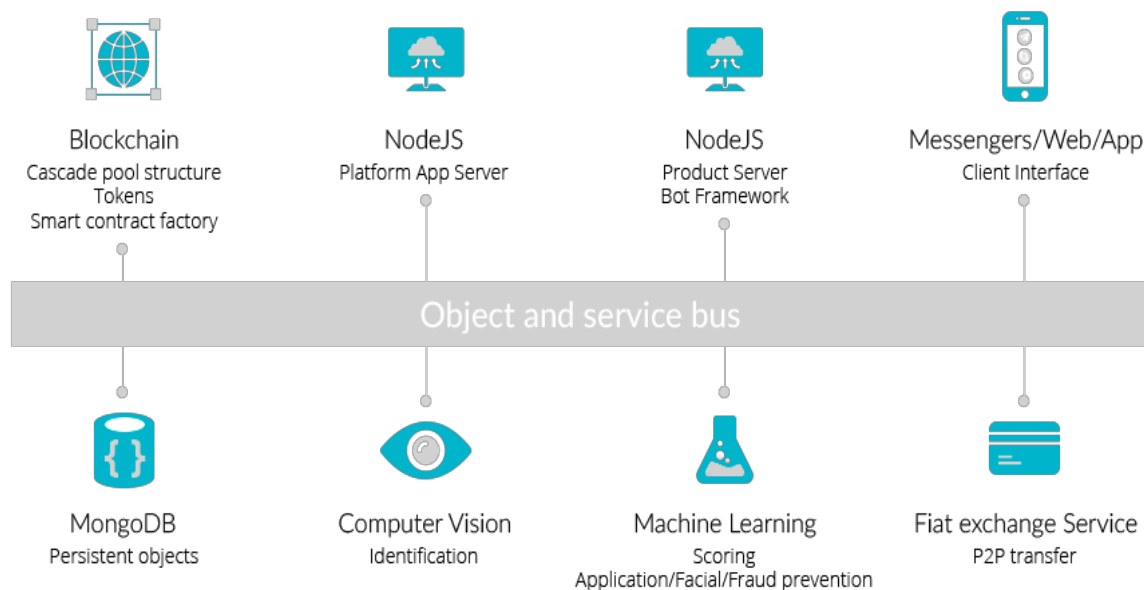 Blockchain
Cascade pool structure
Tokens
Smart contract factory
NodeJS
Platform App Server
NodeJS
Product Server
Bot Framework
Messengers/Web/App
Client Interface
Object and service bus
MongoDB
Persistent objects
Computer Vision
Identification
Machine Learning
Scoring
Application/Facial/Fraud prevention
Fiat exchange Service
P2P transfer